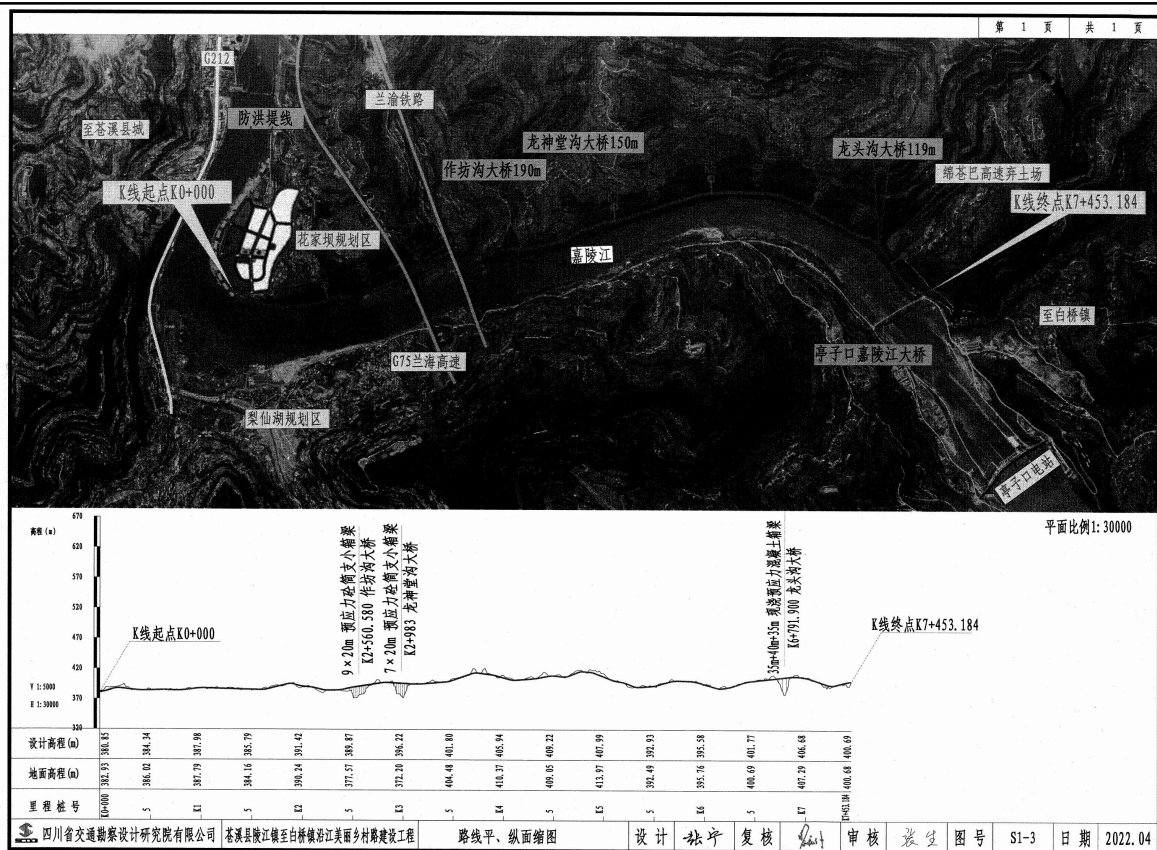 第 1 页 共 1 页
G212
兰渝铁路
至苍溪县城
防洪堤线
龙神堂沟大桥150m
龙头沟大桥119m
作坊沟大桥190m
绵苍巴高速弃土场
K线起点K0+000
K线终点K7+453.184
花家坝规划区
嘉陵江
至白桥镇
G75兰海高速
亭子口嘉陵江大桥
梨仙湖规划区
亭子口电站
平面比例1:30000
高程(m)
670
620
570
520
470
420
370
320
V 1:5000
H 1:30000
K线起点K0+000
9×20m 预应力砼简支小箱梁
K2+560.580 作坊沟大桥
7×20m 预应力砼简支小箱梁
K2+983 龙神堂沟大桥
35m+40m+35m 现浇预应力混凝土箱梁
K6+791.900 龙头沟大桥
K线终点K7+453.184
设计高程(m) 380.85 384.34 387.98 385.79 391.42 389.87 396.22 401.80 405.94 409.22 407.99 392.93 395.58 401.77 406.68 400.69
地面高程(m) 382.93 386.02 387.79 384.16 390.24 377.57 372.20 404.48 410.37 409.05 413.97 392.49 395.76 400.69 407.29 400.68
里程桩号 K0+000 5 K1 5 K2 5 K3 5 K4 5 K5 5 K6 5 K7 K7+453.184
四川省交通勘察设计研究院有限公司 苍溪县陵江镇至白桥镇沿江美丽乡村路建设工程 路线平、纵面缩图 设计 复核 审核 图号 S1-3 日期 2022.04